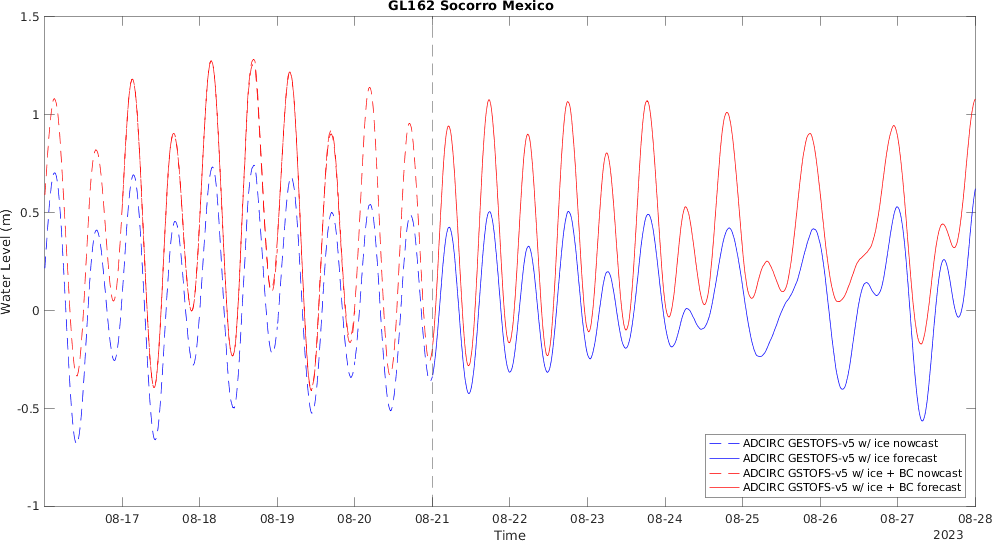 GL162 Socorro Mexico
1.5
1
0.5
0
-0.5
-1
Water Level (m)
ADCIRC GESTOFS-v5 w/ ice nowcast
ADCIRC GESTOFS-v5 w/ ice forecast
ADCIRC GSTOFS-v5 w/ ice + BC nowcast
ADCIRC GSTOFS-v5 w/ ice + BC forecast
08-17 08-18 08-19 08-20 08-21 08-22 08-23 08-24 08-25 08-26 08-27 08-28
Time
2023